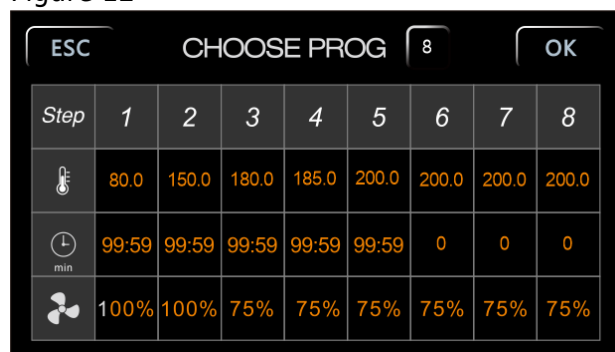 ESC CHOOSE PROG 8 OK
Step 1 2 3 4 5 6 7 8
80.0 150.0 180.0 185.0 200.0 200.0 200.0 200.0
99:59 99:59 99:59 99:59 99:59 0 0 0
min
100% 100% 75% 75% 75% 75% 75% 75%